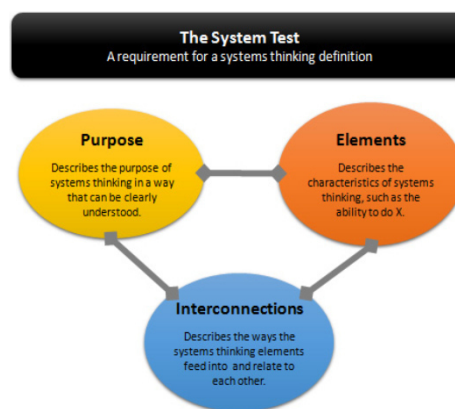 The System Test
A requirement for a systems thinking definition
Purpose
Describes the purpose of
systems thinking in a way
that can be clearly
understood.
Elements
Describes the
characteristics of systems
thinking, such as the
ability to do X.
Interconnections
Describes the ways the
systems thinking elements
feed into and relate to
each other.